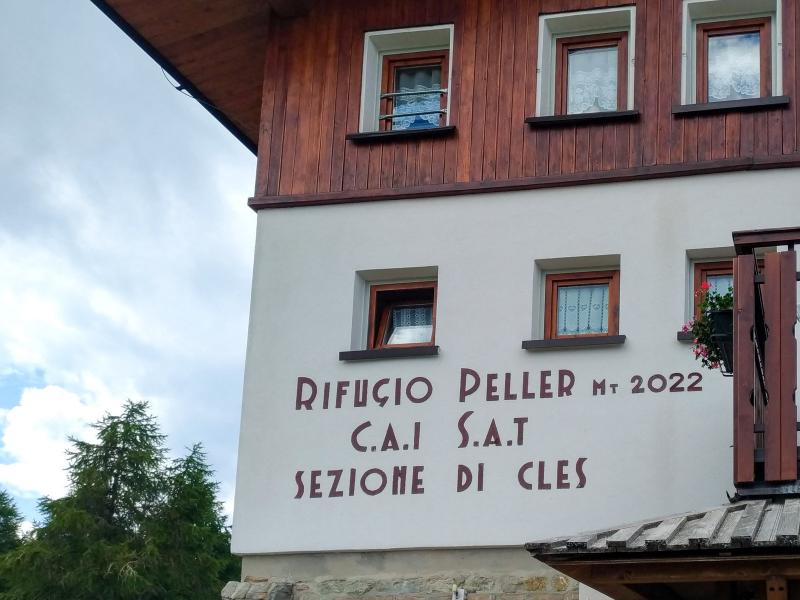 RIFUGIO PELLER MT 2022
C.A.I S.A.T
SEZIONE DI CLES